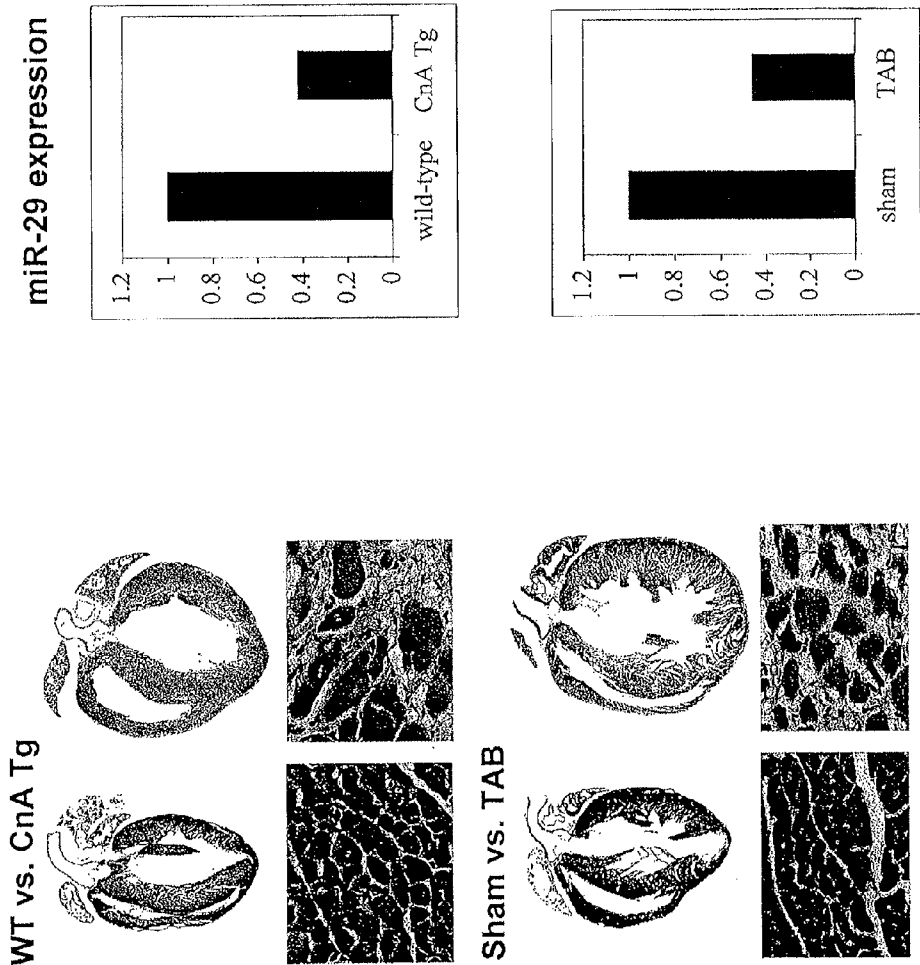 WT vs. CnA Tg
miR-29 expression
1.2
1
0.8
0.6
0.4
0.2
0
wild-type CnA Tg
Sham vs. TAB
1.2
1
0.8
0.6
0.4
0.2
0
sham TAB